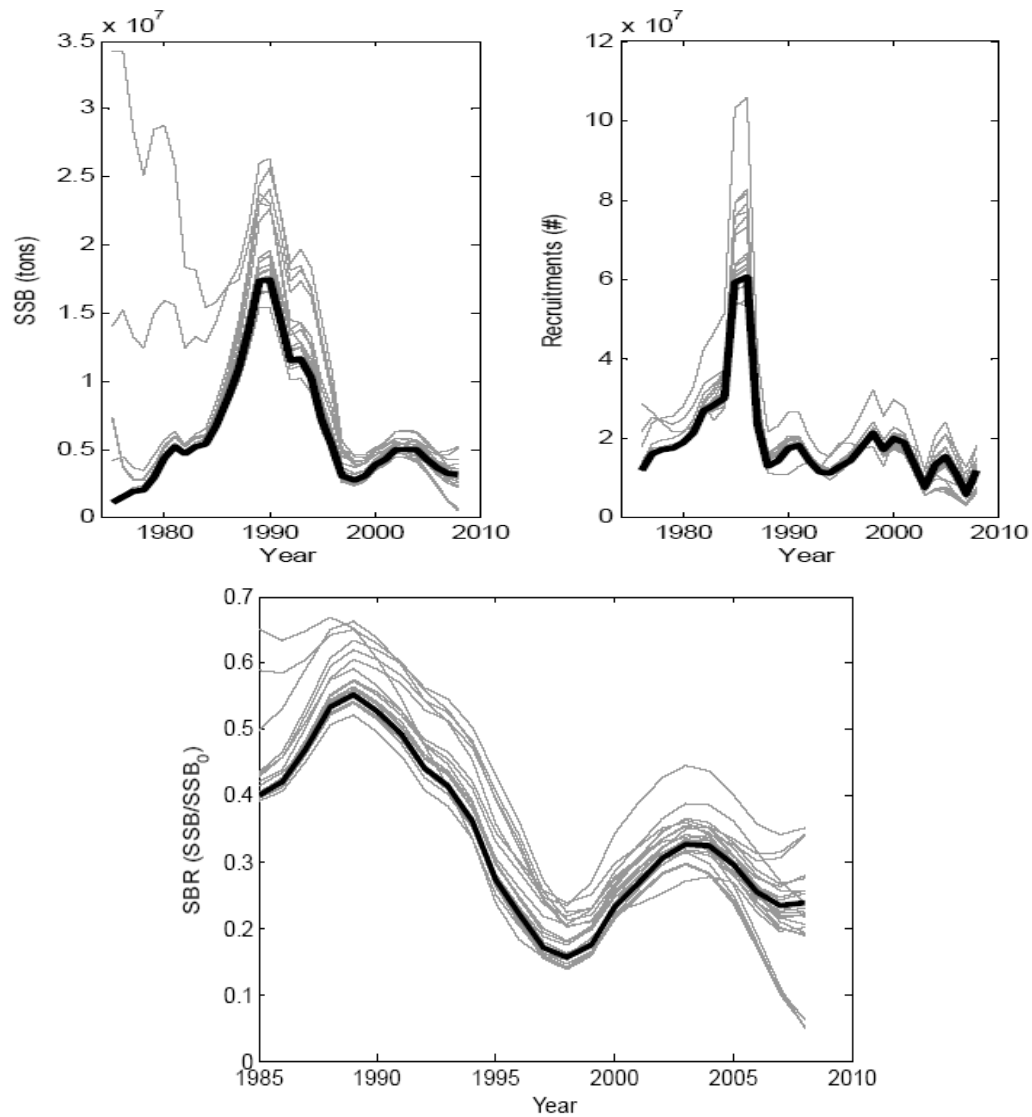 x 10^7
3.5
3
2.5
2
1.5
1
0.5
0
SSB (tons)
1980 1990 2000 2010
Year
x 10^7
12
10
8
6
4
2
0
Recruitments (#)
1980 1990 2000 2010
Year
0.7
0.6
0.5
0.4
0.3
0.2
0.1
0
SBR (SSB/SSB₀)
1985 1990 1995 2000 2005 2010
Year